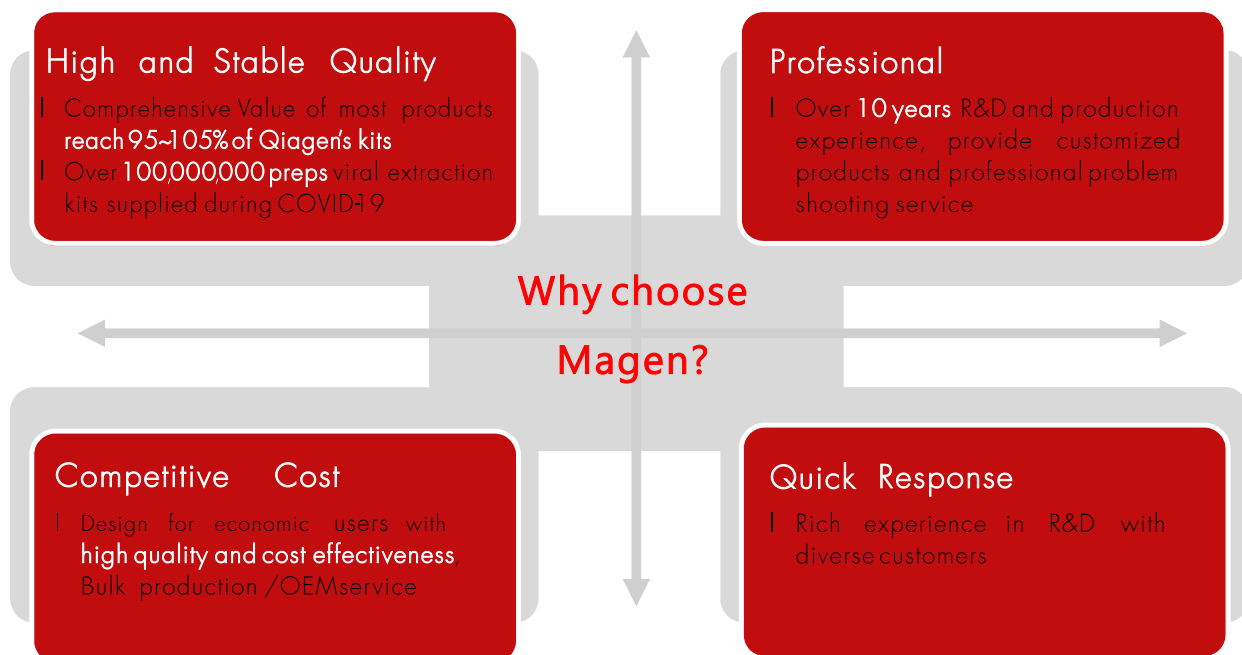 High and Stable Quality
Comprehensive Value of most products
reach 95~105% of Qiagen's kits
Over 100,000,000 preps viral extraction
kits supplied during COVID-19
Professional
Over 10 years R&D and production
experience, provide customized
products and professional problem
shooting service
Why choose
Magen?
Competitive Cost
Design for economic users with
high quality and cost effectiveness,
Bulk production /OEMservice
Quick Response
Rich experience in R&D with
diverse customers